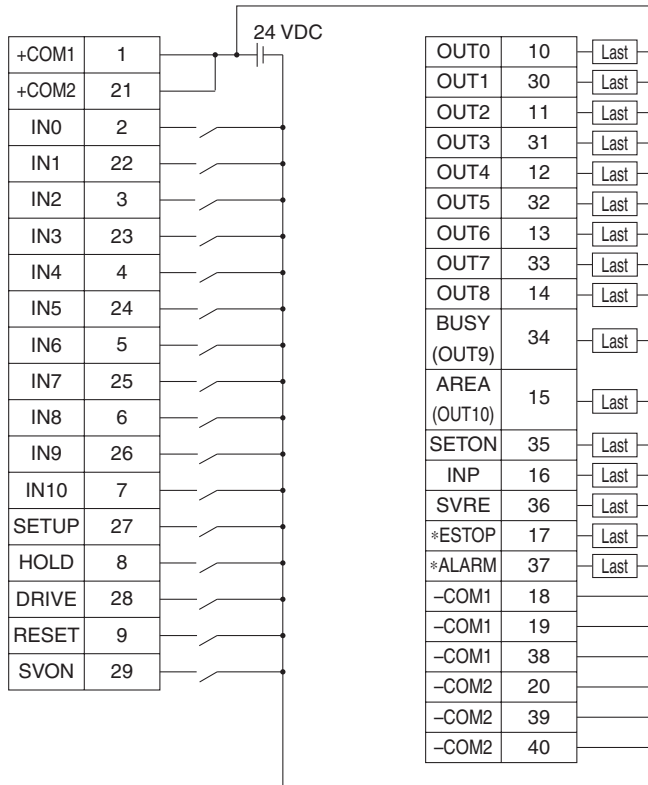 24 VDC
+COM1 1
+COM2 21
IN0 2
IN1 22
IN2 3
IN3 23
IN4 4
IN5 24
IN6 5
IN7 25
IN8 6
IN9 26
IN10 7
SETUP 27
HOLD 8
DRIVE 28
RESET 9
SVON 29
OUT0 10 Last
OUT1 30 Last
OUT2 11 Last
OUT3 31 Last
OUT4 12 Last
OUT5 32 Last
OUT6 13 Last
OUT7 33 Last
OUT8 14 Last
BUSY
(OUT9) 34 Last
AREA
(OUT10) 15 Last
SETON 35 Last
INP 16 Last
SVRE 36 Last
*ESTOP 17 Last
*ALARM 37 Last
–COM1 18
–COM1 19
–COM1 38
–COM2 20
–COM2 39
–COM2 40